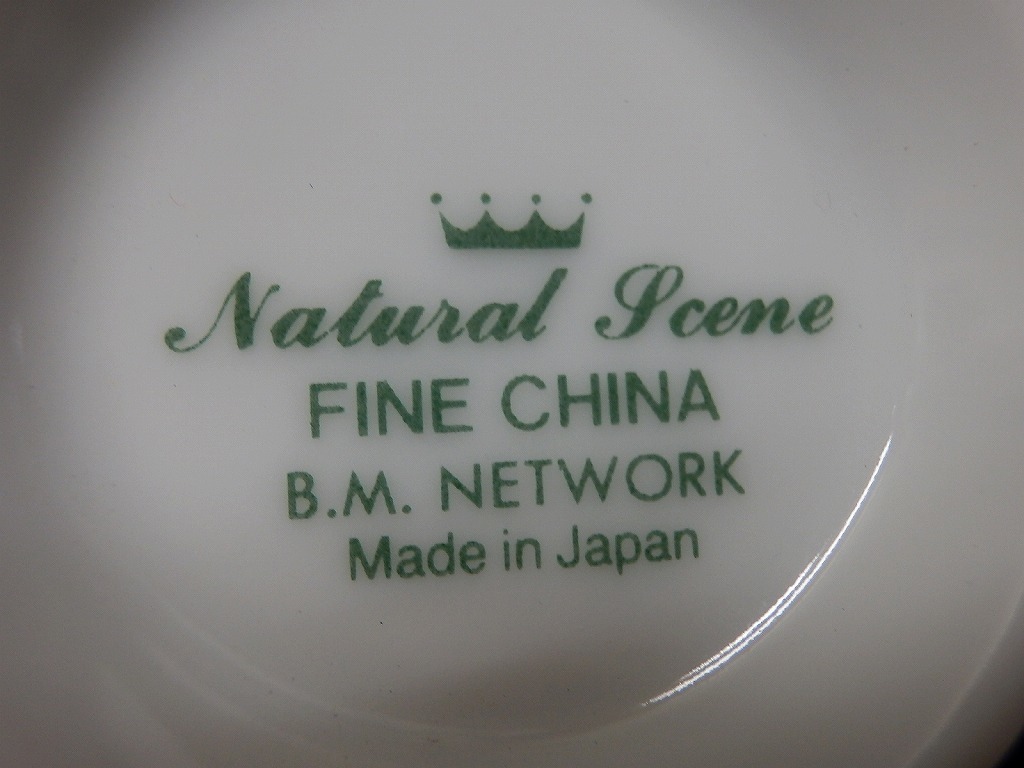 Natural Scene
FINE CHINA
B.M. NETWORK
Made in Japan